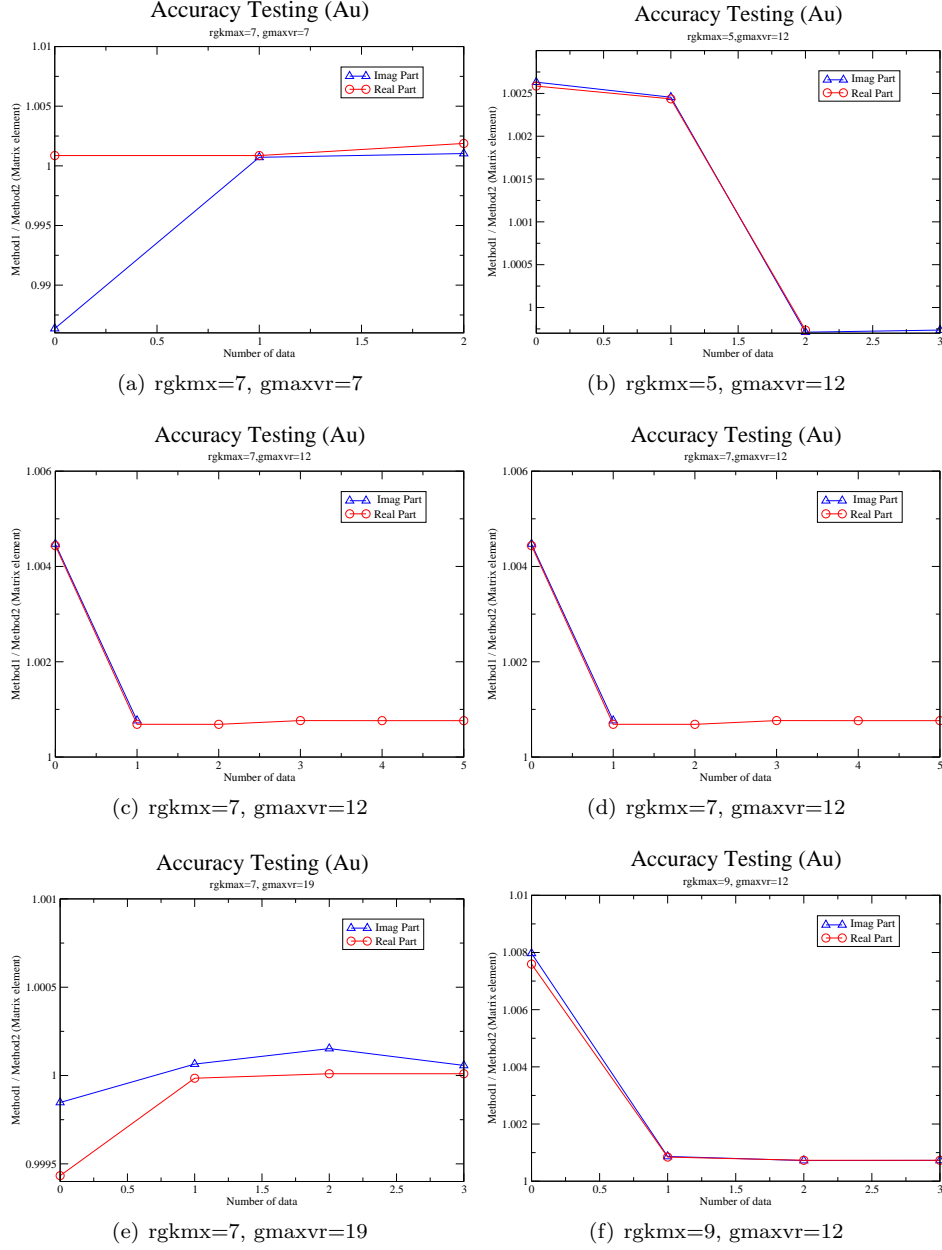 Accuracy Testing (Au)
rgkmax=7, gmaxvr=7
1.01
1.005
1
0.995
0.99
Method1 / Method2 (Matrix element)
Imag Part
Real Part
0 0.5 1 1.5 2
Number of data
(a) rgkmx=7, gmaxvr=7
Accuracy Testing (Au)
rgkmax=5,gmaxvr=12
1.0025
1.002
1.0015
1.001
1.0005
1
Method1 / Method2 (Matrix element)
Imag Part
Real Part
0 0.5 1 1.5 2 2.5 3
Number of data
(b) rgkmx=5, gmaxvr=12
Accuracy Testing (Au)
rgkmax=7,gmaxvr=12
1.006
1.004
1.002
1
Method1 / Method2 (Matrix element)
Imag Part
Real Part
0 1 2 3 4 5
Number of data
(c) rgkmx=7, gmaxvr=12
Accuracy Testing (Au)
rgkmax=7,gmaxvr=12
1.006
1.004
1.002
1
Method1 / Method2 (Matrix element)
Imag Part
Real Part
0 1 2 3 4 5
Number of data
(d) rgkmx=7, gmaxvr=12
Accuracy Testing (Au)
rgkmax=7, gmaxvr=19
1.001
1.0005
1
0.9995
Method1 / Method2 (Matrix element)
Imag Part
Real Part
0 0.5 1 1.5 2 2.5 3
Number of data
(e) rgkmx=7, gmaxvr=19
Accuracy Testing (Au)
rgkmax=9, gmaxvr=12
1.01
1.008
1.006
1.004
1.002
1
Method1 / Method2 (Matrix element)
Imag Part
Real Part
0 0.5 1 1.5 2 2.5 3
Number of data
(f) rgkmx=9, gmaxvr=12